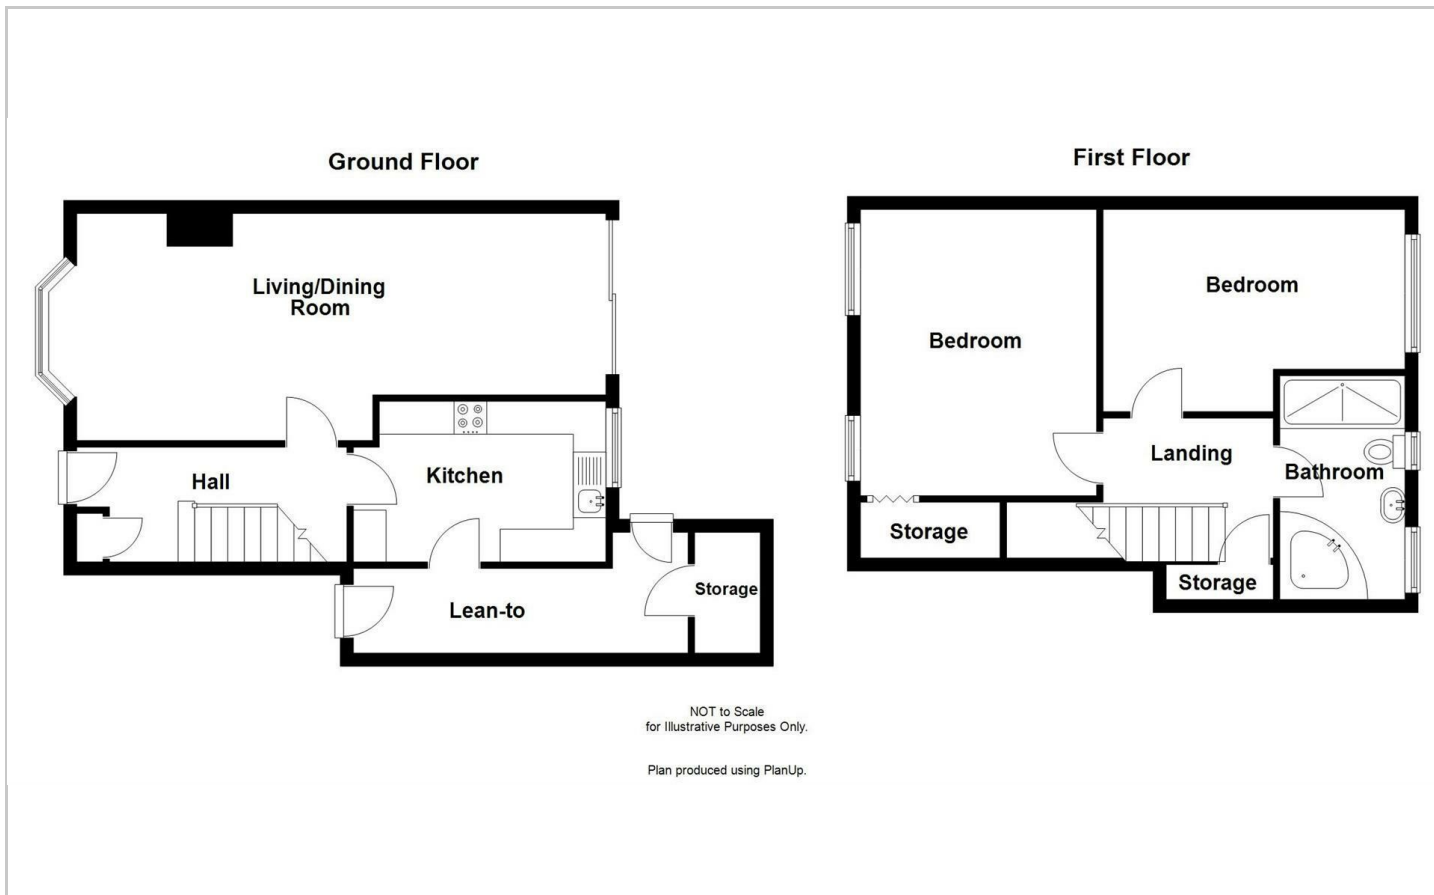 Ground Floor
Living/Dining
Room
Hall
Kitchen
Lean-to
Storage
First Floor
Bedroom
Bedroom
Landing
Bathroom
Storage
Storage
NOT to Scale
for Illustrative Purposes Only.
Plan produced using PlanUp.